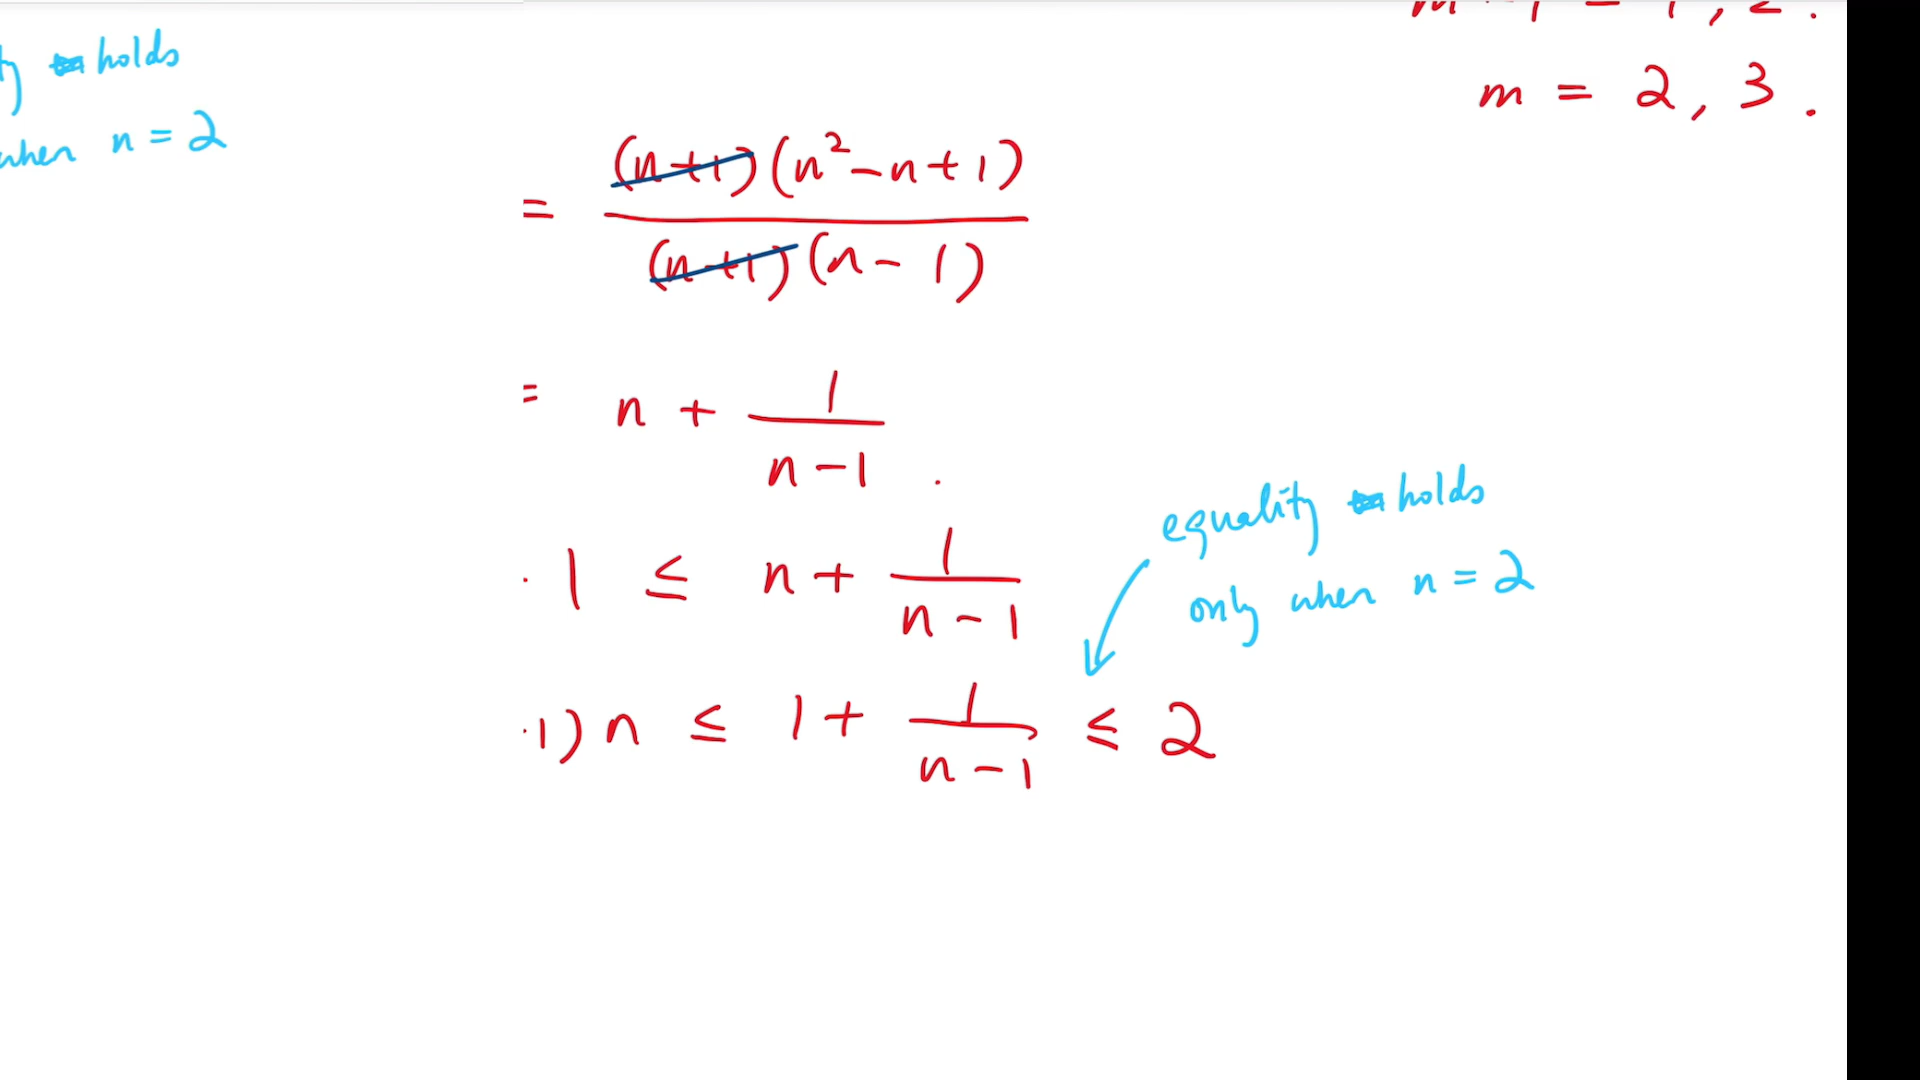 holds
when n = 2
m = 2, 3 .
= (n+1)(n²-n+1) / (n+1)(n-1)
= n + 1/(n-1) .
. 1 ≤ n + 1/(n-1)
equality holds
only when n = 2
·1) n ≤ 1 + 1/(n-1) ≤ 2